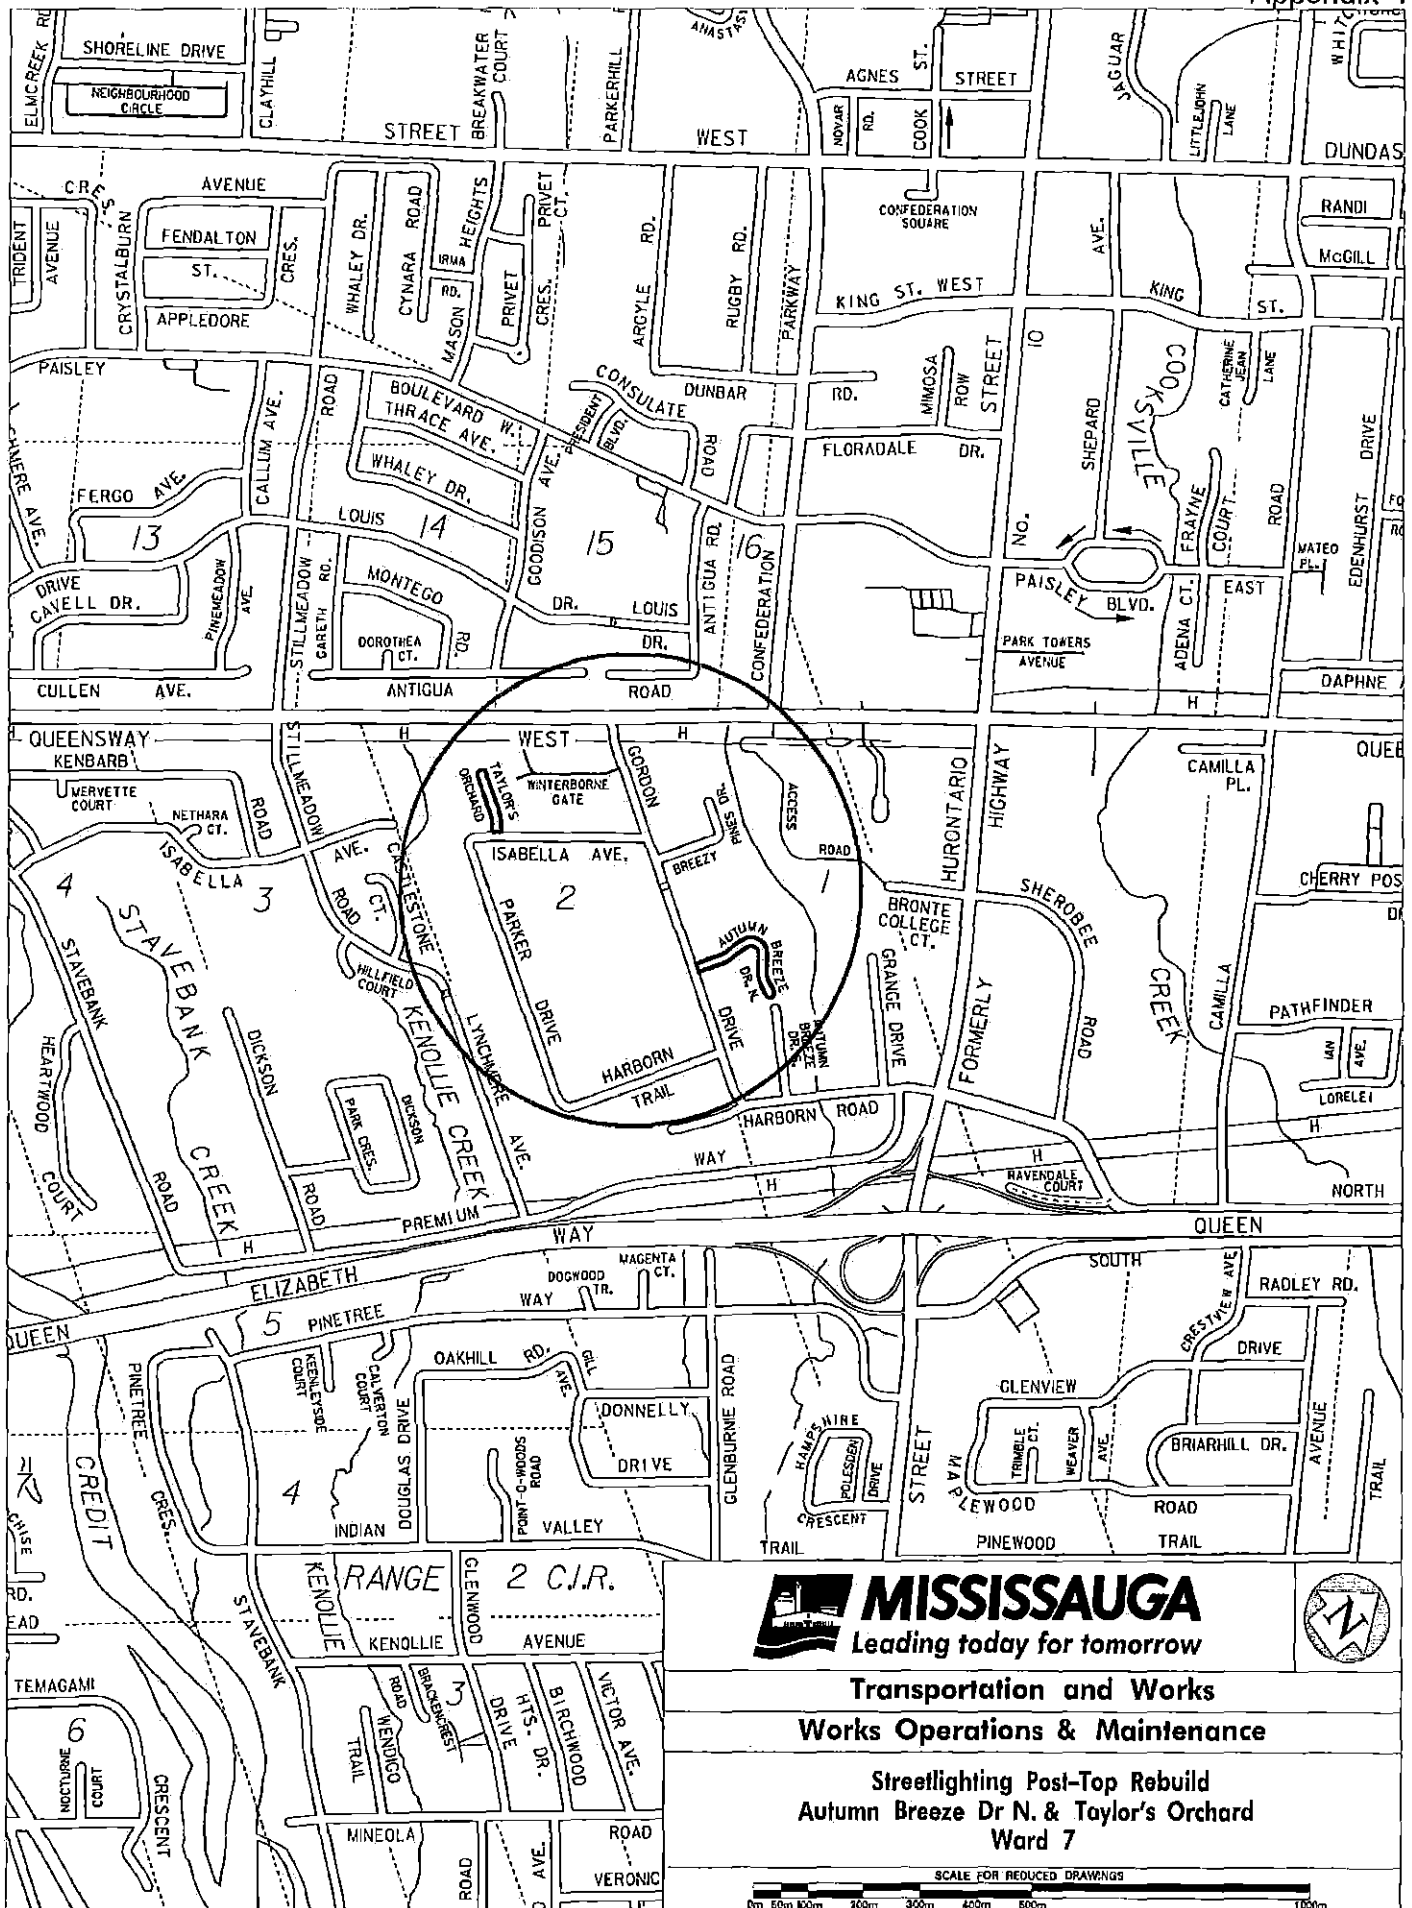 Appendix
SHORELINE DRIVE
NEIGHBOURHOOD
CIRCLE
ELMCREEK RD
CLAYHILL
STREET
BREAKWATER
COURT
PARKERHILL
WEST
AGNES
STREET
NOVAR
RD.
COOK
ST.
JAGUAR
LITTLEJOHN
LANE
DUNDAS
CRES.
AVENUE
TRIDENT
AVENUE
CRYSTALBURN
FENDALTON
ST.
CRES.
APPLEDORE
WHALEY DR.
CYNARA ROAD
IRMA
RD.
MASON
HEIGHTS
PRIVET
CRES.
PRIVET
CT.
ARGYLE
RD.
RUGBY RD.
PARKWAY
CONFEDERATION
SQUARE
AVE.
RANDI
McGILL
KING ST. WEST
KING
ST.
PAISLEY
BOULEVARD W.
THRACE AVE.
WHALEY DR.
CALLUM AVE.
ROAD
PRESIDENT
BLVD.
CONSULATE
ROAD
DUNBAR
RD.
MIMOSA
ROW
STREET
10
SHEPARD
COOKSVILLE
CATHERINE
JEAN
LANE
FLORADALE
DR.
FERGO AVE.
13
LOUIS
14
GOODISON
AVE.
15
16
ANTIGUA RD.
CONFEDERATION
NO.
FRAYNE
COURT
ROAD
EDENHURST
DRIVE
MATEO
PL.
DRIVE
CAVELL DR.
PINEMEADOW
AVE.
STILLMEADOW
GARETH RD.
MONTEGO
RD.
DOROTHEA
CT.
DR.
LOUIS
DR.
PAISLEY
BLVD.
EAST
ADENA CT.
PARK TOWERS
AVENUE
CULLEN AVE.
ANTIGUA
ROAD
DAPHNE
H
QUEENSWAY
H
WEST
H
KENBARB
MERVETTE
COURT
NETHARA
CT.
ROAD
STILLMEADOW
ROAD
TAYLOR'S
ORCHARD
WINTERBORNE
GATE
GORDON
PINES DR.
ACCESS
ROAD
HURONTARIO
HIGHWAY
CAMILLA
PL.
ISABELLA
AVE.
CASTLESTONE
CT.
ISABELLA AVE.
BREEZY
4
3
2
BRONTE
COLLEGE
CT.
SHEROBEE
ROAD
CHERRY POS
STAVEBANK
STAVEBANK
CREEK
HILLFIELD
COURT
PARKER
DRIVE
AUTUMN
BREEZE
DR. N.
DRIVE
AUTUMN
BREEZE
DR. S.
GRANGE DRIVE
FORMERLY
CREEK
CAMILLA
PATHFINDER
HEARTWOOD
COURT
DICKSON
ROAD
KENOLLIE CREEK
LYNCHMERE
AVE.
HARBORN
TRAIL
HARBORN ROAD
IAN
AVE.
LORELEI
PARK CRES.
DICKSON
ROAD
WAY
H
H
H
RAVENDALE
COURT
NORTH
PREMIUM
WAY
QUEEN
H
ELIZABETH
QUEEN
5
PINETREE
WAY
DOGWOOD
TR.
MAGENTA
CT.
SOUTH
CRESTVIEW AVE
RADLEY RD.
DRIVE
PINETREE
CRES.
KEENLEYSIDE
COURT
CALVERTON
COURT
OAKHILL
RD.
GILL
AVE.
DONNELLY
DRIVE
GLENBURNIE ROAD
DOUGLAS DRIVE
POINT-O-WOODS
ROAD
HAMPSHIRE
POLESDEN
DRIVE
CRESCENT
STREET
GLENVIEW
TRIMBLE
CT.
WEAVER
AVE.
BRIARHILL DR.
AVENUE
TRAIL
MAPLEWOOD
ROAD
CREDIT
4
INDIAN
VALLEY
TRAIL
PINEWOOD
TRAIL
RANGE 2 C.I.R.
KENOLLIE
GLENWOOD
STAVEBANK
KENOLLIE
AVENUE
RD.
TEMAGAMI
6
NOCTURNE
COURT
CRESCENT
ROAD
BRACKENCREST
3
WENDIGO
TRAIL
DRIVE
HTS. DR.
BIRCHWOOD
VICTOR AVE.
MINEOLA
ROAD
ROAD
AVE.
VERONIC
MISSISSAUGA
Leading today for tomorrow
N
Transportation and Works
Works Operations & Maintenance
Streetlighting Post-Top Rebuild
Autumn Breeze Dr N. & Taylor's Orchard
Ward 7
SCALE FOR REDUCED DRAWINGS
0m 50m 100m 200m 300m 400m 500m 1000m